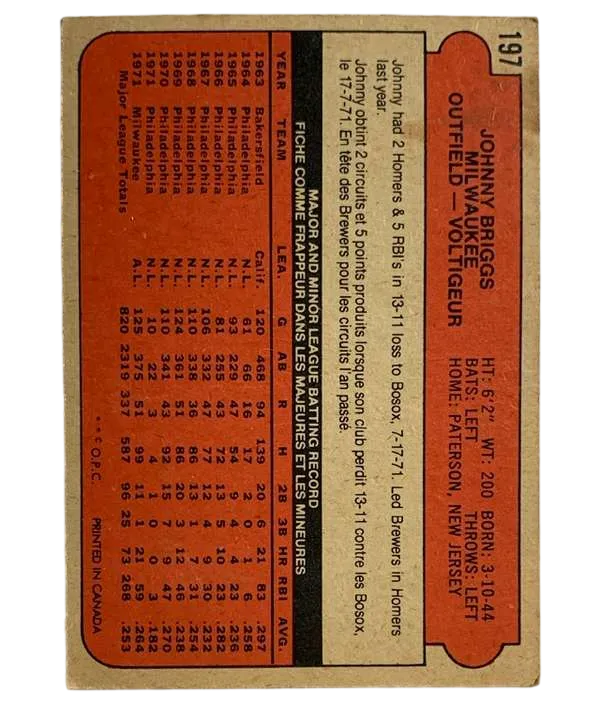 197
JOHNNY BRIGGS
MILWAUKEE
OUTFIELD — VOLTIGEUR
HT: 6'2" WT: 200 BORN: 3-10-44
BATS: LEFT THROWS: LEFT
HOME: PATERSON, NEW JERSEY
Johnny had 2 Homers & 5 RBI's in 13-11 loss to Bosox, 7-17-71. Led Brewers in Homers
last year.
Johnny obtint 2 circuits et 5 points produits lorsque son club perdit 13-11 contre les Bosox,
le 17-7-71. En tête des Brewers pour les circuits l'an passé.
MAJOR AND MINOR LEAGUE BATTING RECORD
FICHE COMME FRAPPEUR DANS LES MAJEURES ET LES MINEURES
YEAR TEAM LEA. G AB R H 2B 3B HR RBI AVG.
1963 Bakersfield Calif. 120 468 94 139 20 6 21 83 .297
1964 Philadelphia N.L. 61 66 16 17 2 0 1 6 .258
1965 Philadelphia N.L. 93 229 47 54 9 4 4 23 .236
1966 Philadelphia N.L. 81 255 43 72 13 5 10 23 .282
1967 Philadelphia N.L. 106 332 47 77 12 4 9 30 .232
1968 Philadelphia N.L. 110 338 36 86 13 1 7 31 .254
1969 Philadelphia N.L. 124 361 51 86 20 3 12 46 .238
1970 Philadelphia N.L. 110 341 43 92 15 7 9 47 .270
1971 Philadelphia N.L. 10 22 3 4 1 0 0 3 .182
1971 Milwaukee A.L. 125 375 51 99 11 1 21 59 .264
Major League Totals 820 2319 337 587 96 25 73 268 .253
**© O.P.C. PRINTED IN CANADA